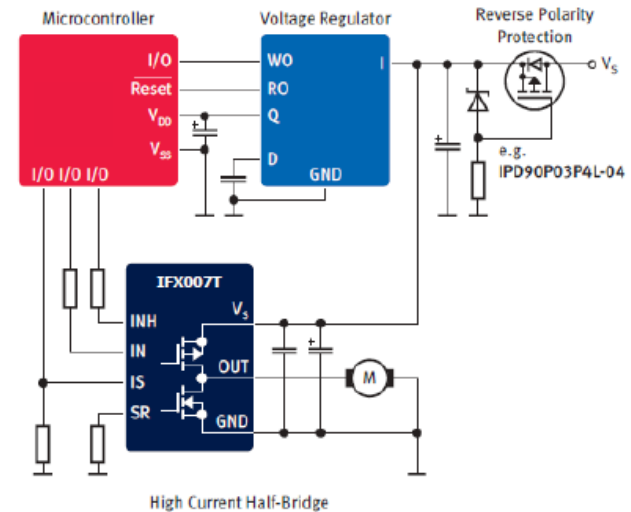 Microcontroller
Voltage Regulator
Reverse Polarity
Protection
I/O
Reset
V_DD
V_SS
I/O I/O I/O
WO
RO
Q
D
I
GND
V_S
e.g.
IPD90P03P4L-04
IFX007T
INH
IN
IS
SR
V_S
OUT
GND
M
High Current Half-Bridge